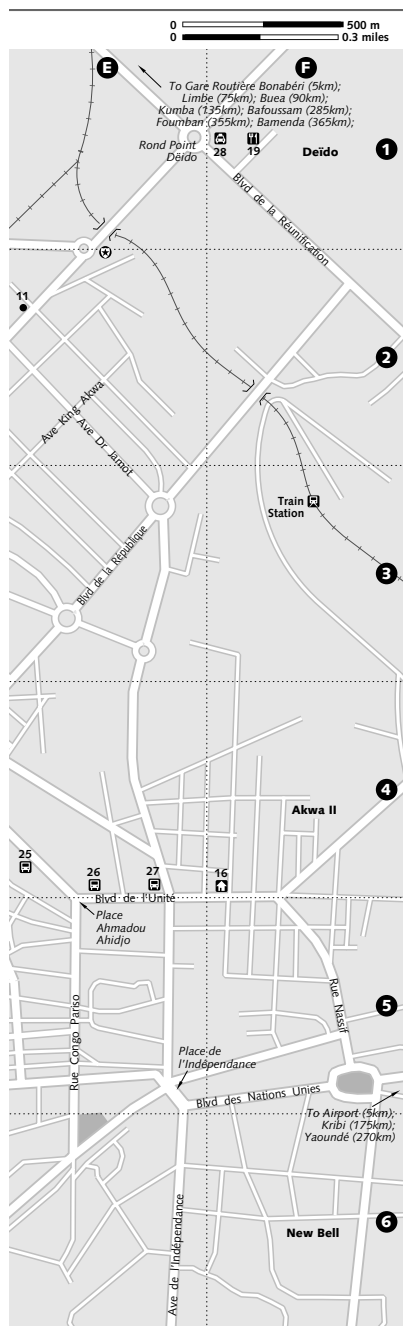 0 500 m
0 0.3 miles
E
F
To Gare Routière Bonabéri (5km);
Limbe (75km); Buea (90km);
Kumba (135km); Bafoussam (285km);
Foumban (355km); Bamenda (365km);
Rond Point
Deïdo
28
19
Deïdo
1
Blvd de la Réunification
11
2
Ave King Akwa
Ave Dr Jamot
Train
Station
3
Blvd de la République
4
Akwa II
25
26
27
16
Blvd de l'Unité
Place
Ahmadou
Ahidjo
Rue Congo Pariso
5
Rue Nassif
Place de
l'Indépendance
Blvd des Nations Unies
To Airport (5km);
Kribi (175km);
Yaoundé (270km)
6
New Bell
Ave de l'Indépendance